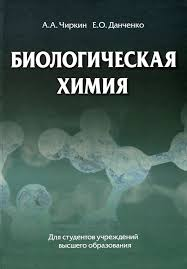 А.А. Чиркин Е.О. Данченко
БИОЛОГИЧЕСКАЯ
ХИМИЯ
Для студентов учреждений
высшего образования